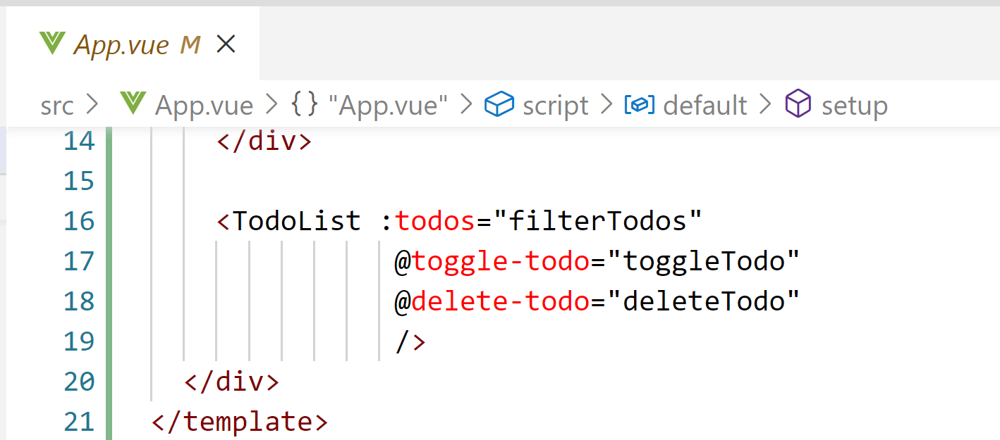 App.vue M
src > App.vue > {} "App.vue" > script > default > setup
14 </div>
15
16 <TodoList :todos="filterTodos"
17 @toggle-todo="toggleTodo"
18 @delete-todo="deleteTodo"
19 />
20 </div>
21 </template>